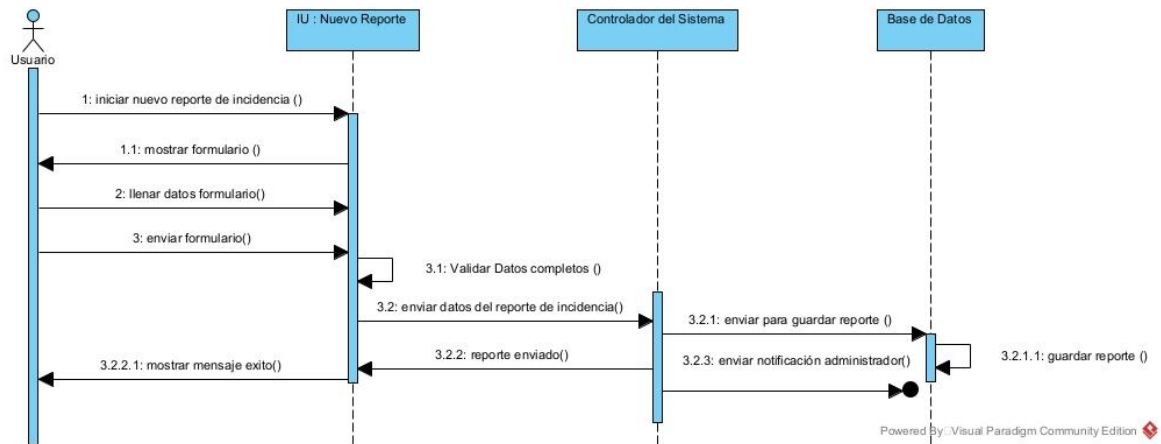 Usuario
IU : Nuevo Reporte
Controlador del Sistema
Base de Datos
1: iniciar nuevo reporte de incidencia ()
1.1: mostrar formulario ()
2: llenar datos formulario()
3: enviar formulario()
3.1: Validar Datos completos ()
3.2: enviar datos del reporte de incidencia()
3.2.1: enviar para guardar reporte ()
3.2.1.1: guardar reporte ()
3.2.2: reporte enviado()
3.2.3: enviar notificación administrador()
3.2.2.1: mostrar mensaje exito()
Powered By Visual Paradigm Community Edition